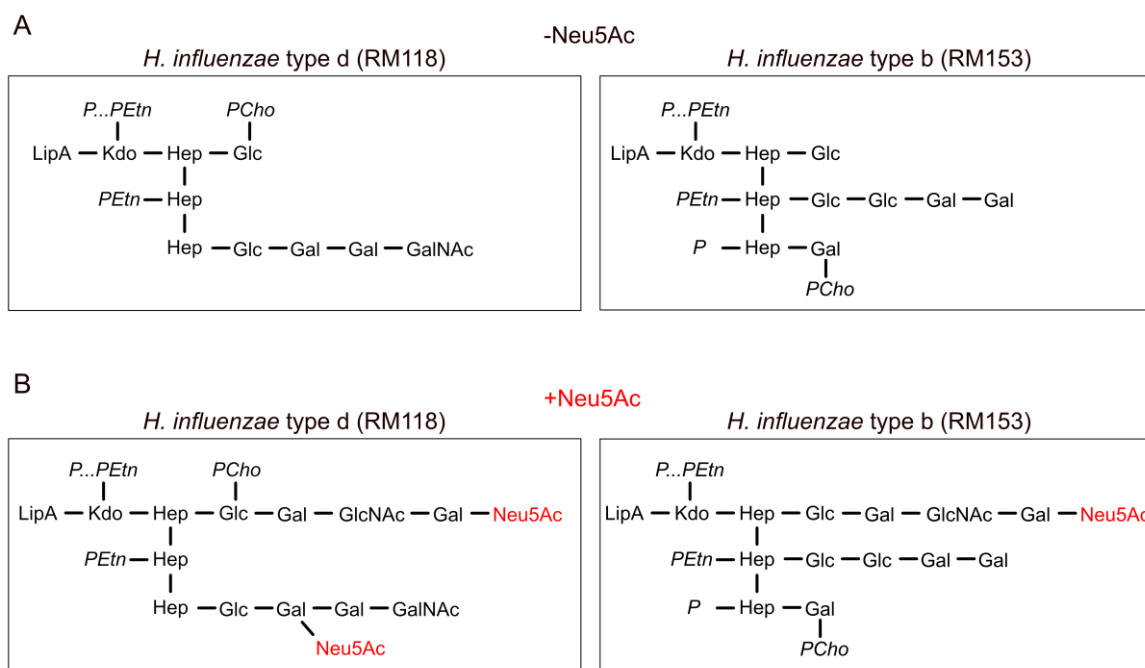 A
-Neu5Ac
H. influenzae type d (RM118)
P...PEtn PCho
LipA Kdo Hep Glc
PEtn Hep
Hep Glc Gal Gal GalNAc
H. influenzae type b (RM153)
P...PEtn
LipA Kdo Hep Glc
PEtn Hep Glc Glc Gal Gal
P Hep Gal
PCho
B
+Neu5Ac
H. influenzae type d (RM118)
P...PEtn PCho
LipA Kdo Hep Glc Gal GlcNAc Gal Neu5Ac
PEtn Hep
Hep Glc Gal Gal GalNAc
Neu5Ac
H. influenzae type b (RM153)
P...PEtn
LipA Kdo Hep Glc Gal GlcNAc Gal Neu5Ac
PEtn Hep Glc Glc Gal Gal
P Hep Gal
PCho